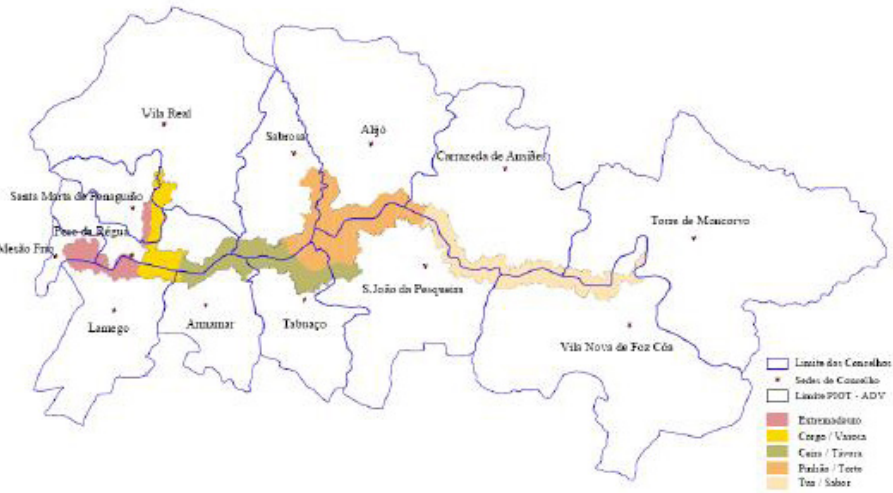 Vila Real
Alijó
Sabrosa
Carrazeda de Ansiães
Santa Marta de Penaguião
Torre de Moncorvo
Peso da Régua
Mesão Frio
S.João da Pesqueira
Lamego
Armamar
Tabuaço
Vila Nova de Foz Côa
Limite dos Conselhos
Sedes de Conselho
Limite PIOT - ADV
Extremadouro
Corgo / Varosa
Ceira / Távora
Pinhão / Torto
Tua / Sabor